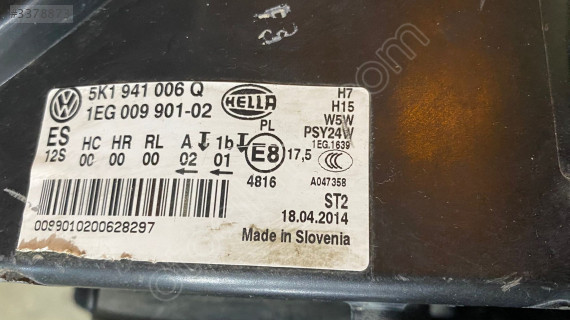 #3378873
5K1 941 006 Q
1EG 009 901-02
HELLA
H7
H15
W5W
PSY24W
1EG.1639
ES
12S
HC HR RL A 1b
00 00 00 02 01
PL
E8 17,5
4816
CCC
A047358
ST2
18.04.2014
0099010200628297
Made in Slovenia